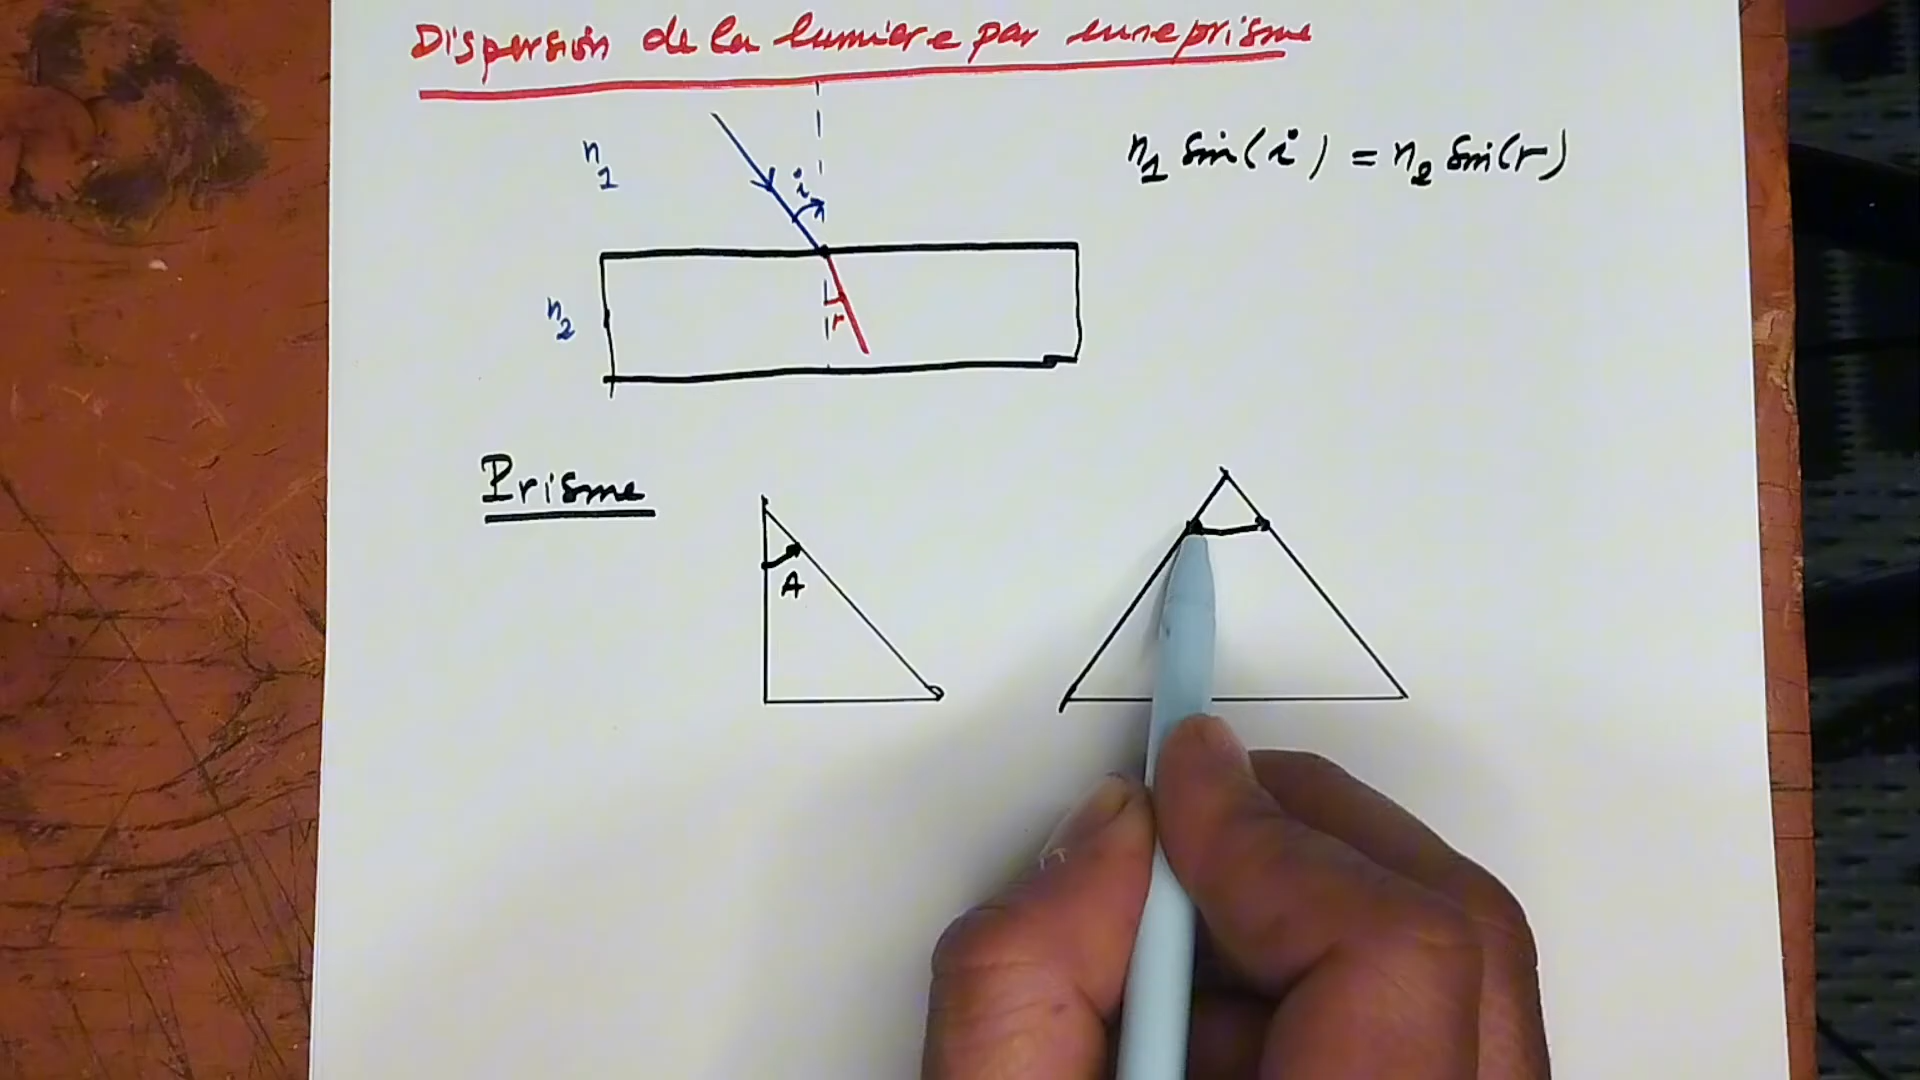 Dispersion de la lumière par une prisme
n1
n1 sin(i) = n2 sin(r)
i
n2
r
Prisme
A